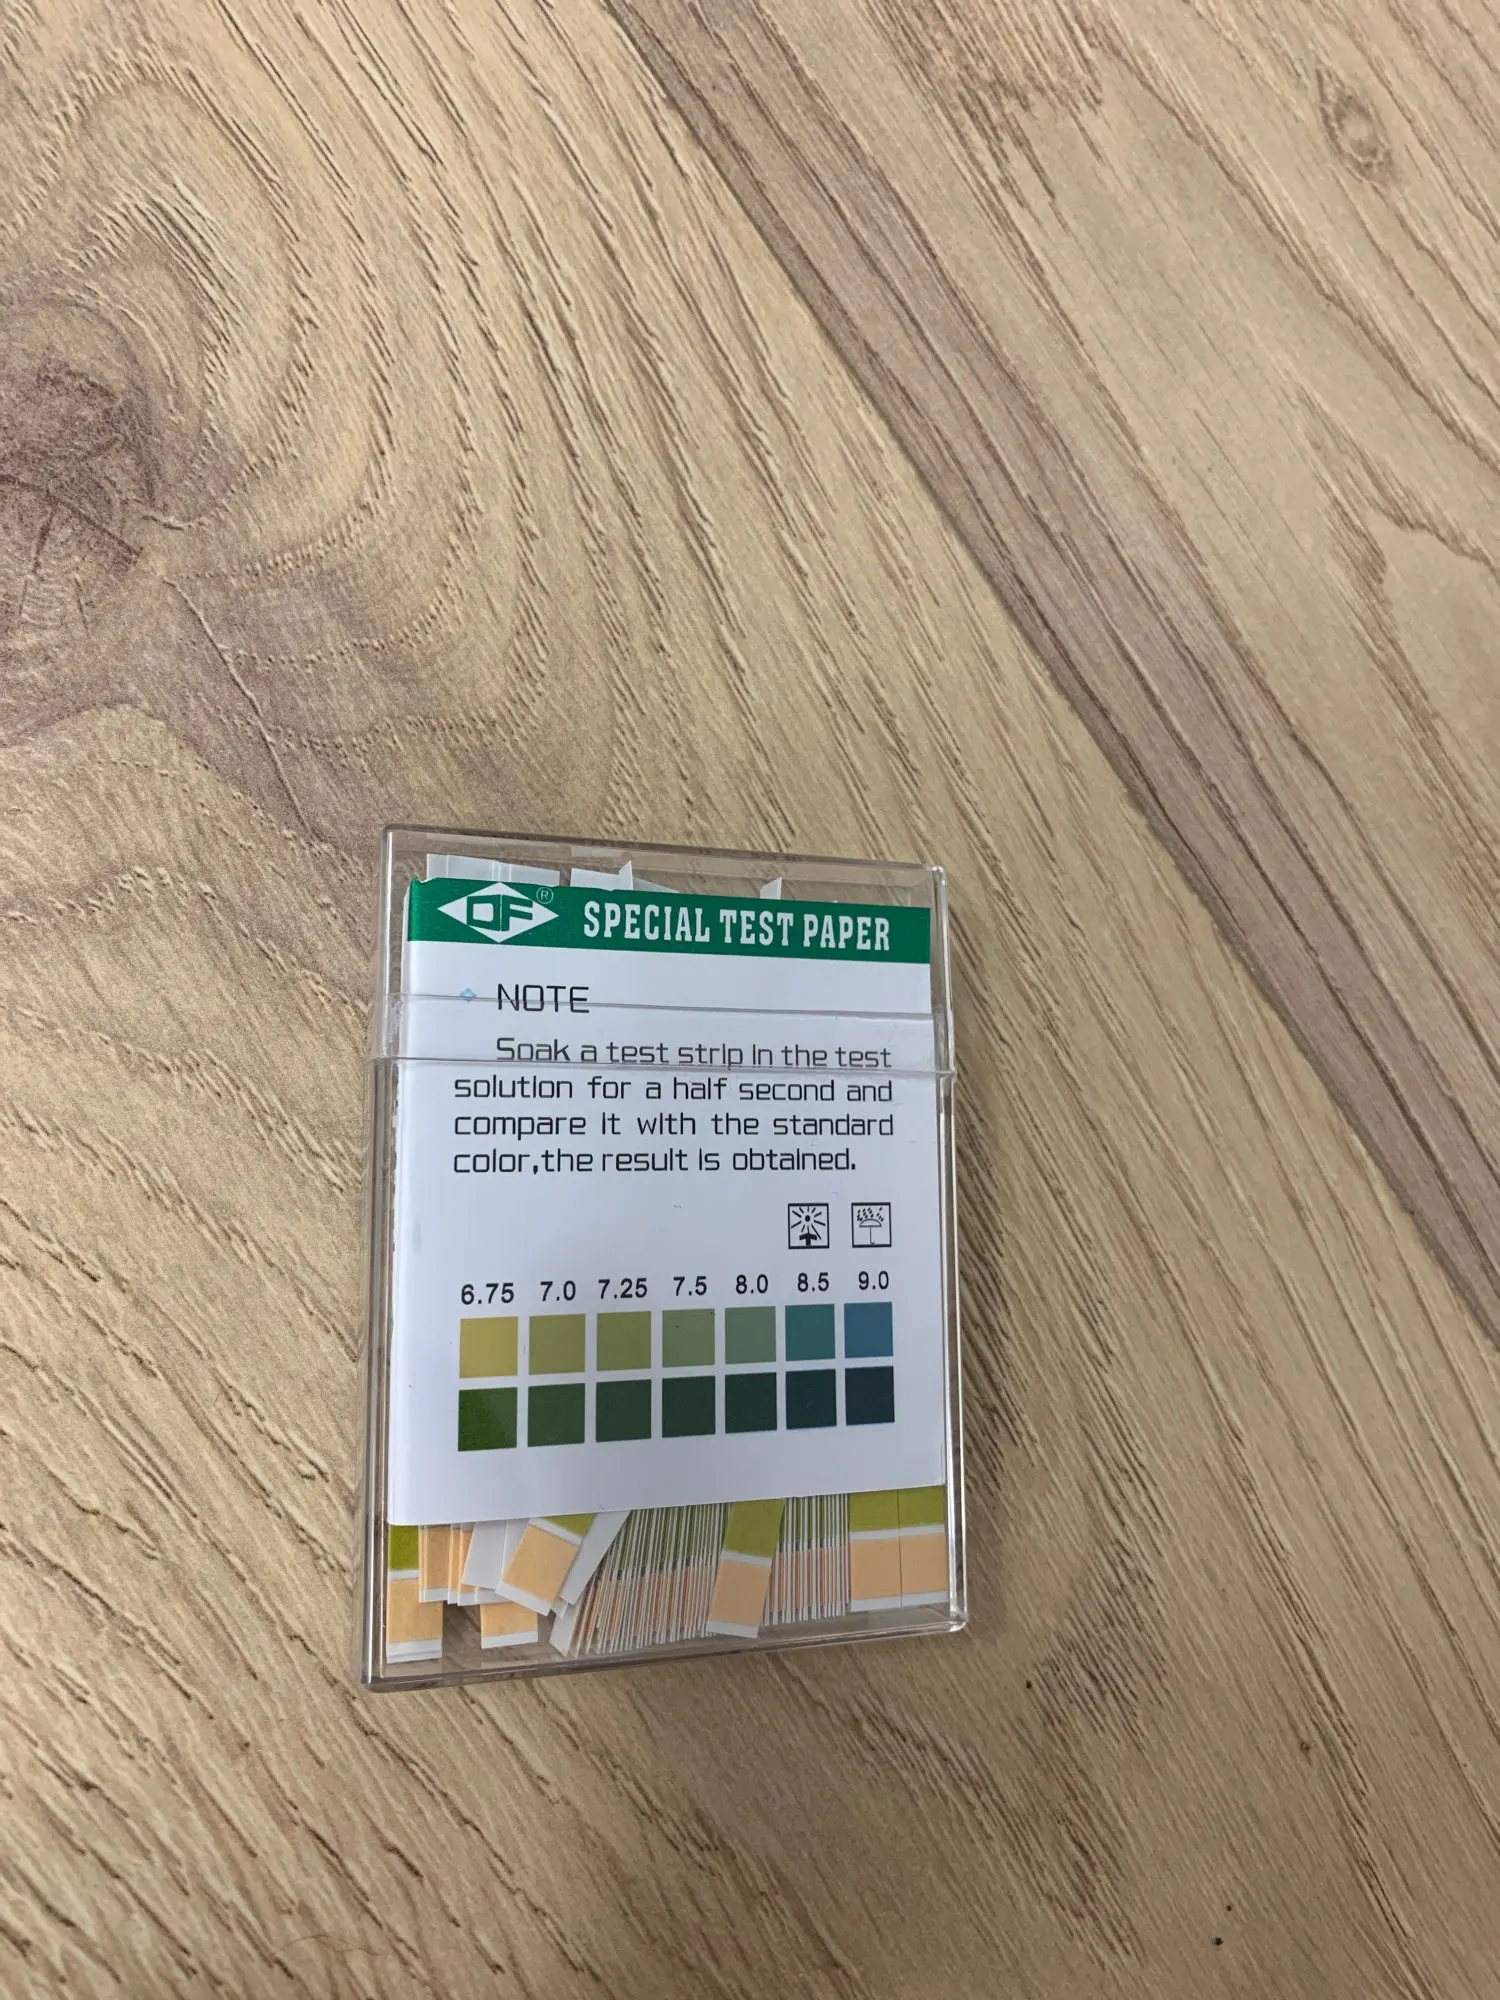 DF ® SPECIAL TEST PAPER
NOTE
Soak a test strip in the test
solution for a half second and
compare it with the standard
color,the result is obtained.
6.75 7.0 7.25 7.5 8.0 8.5 9.0